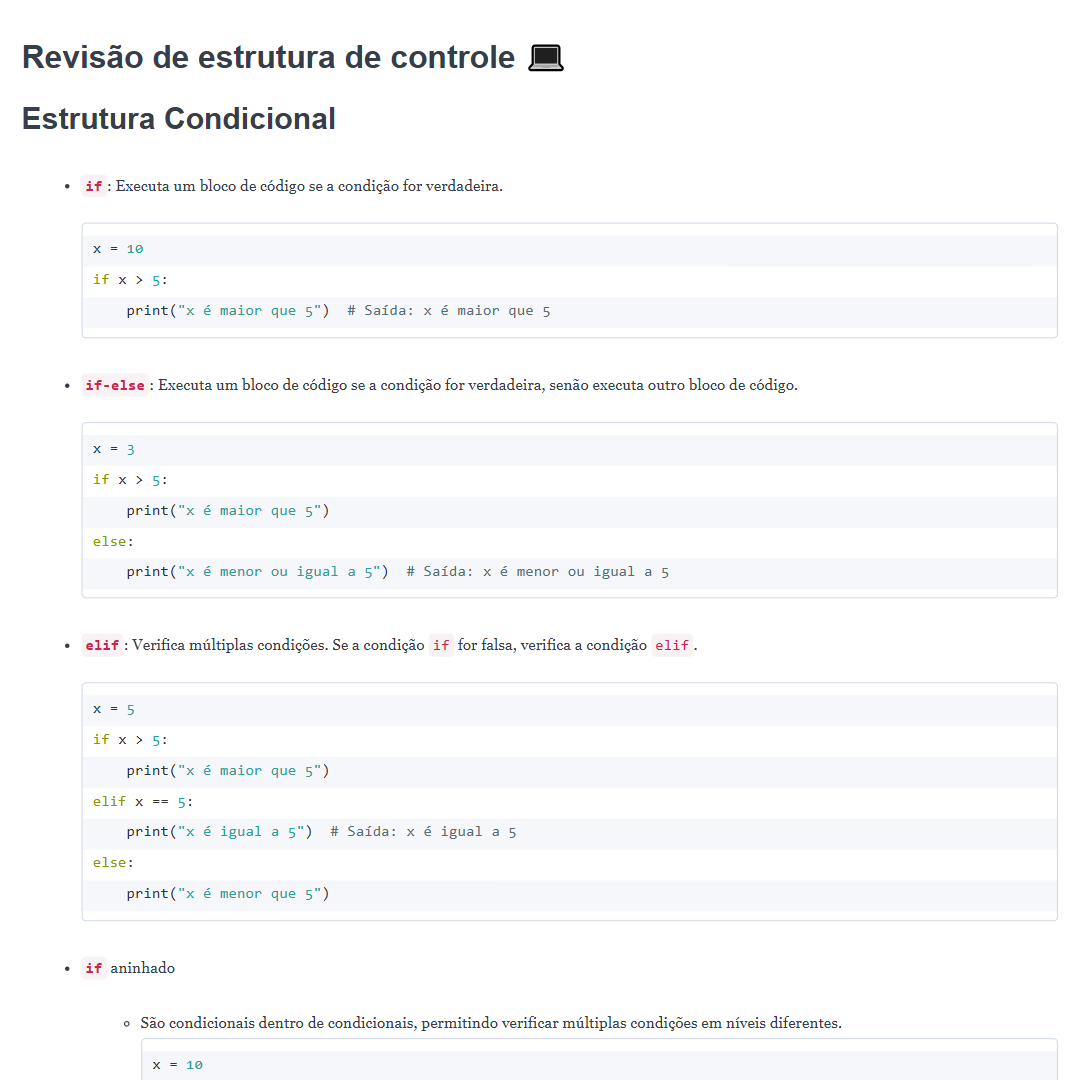 Revisão de estrutura de controle 💻
Estrutura Condicional
• if : Executa um bloco de código se a condição for verdadeira.
x = 10
if x > 5:
    print("x é maior que 5")  # Saída: x é maior que 5
• if-else : Executa um bloco de código se a condição for verdadeira, senão executa outro bloco de código.
x = 3
if x > 5:
    print("x é maior que 5")
else:
    print("x é menor ou igual a 5")  # Saída: x é menor ou igual a 5
• elif : Verifica múltiplas condições. Se a condição if for falsa, verifica a condição elif .
x = 5
if x > 5:
    print("x é maior que 5")
elif x == 5:
    print("x é igual a 5")  # Saída: x é igual a 5
else:
    print("x é menor que 5")
• if aninhado
◦ São condicionais dentro de condicionais, permitindo verificar múltiplas condições em níveis diferentes.
x = 10